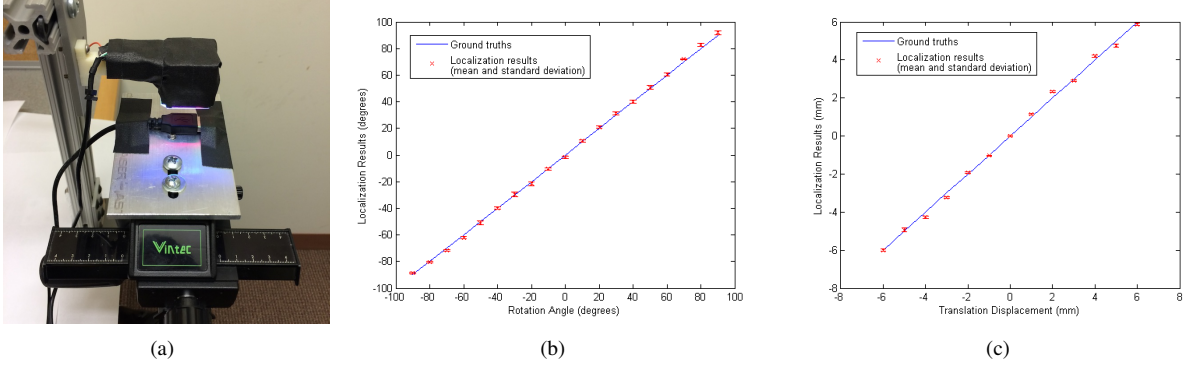 Vintec
100
80
60
40
20
0
-20
-40
-60
-80
-100
-100 -80 -60 -40 -20 0 20 40 60 80 100
Localization Results (degrees)
Rotation Angle (degrees)
Ground truths
Localization results
(mean and standard deviation)
6
4
2
0
-2
-4
-6
-8
-8 -6 -4 -2 0 2 4 6 8
Localization Results (mm)
Translation Displacement (mm)
Ground truths
Localization results
(mean and standard deviation)
(a)
(b)
(c)